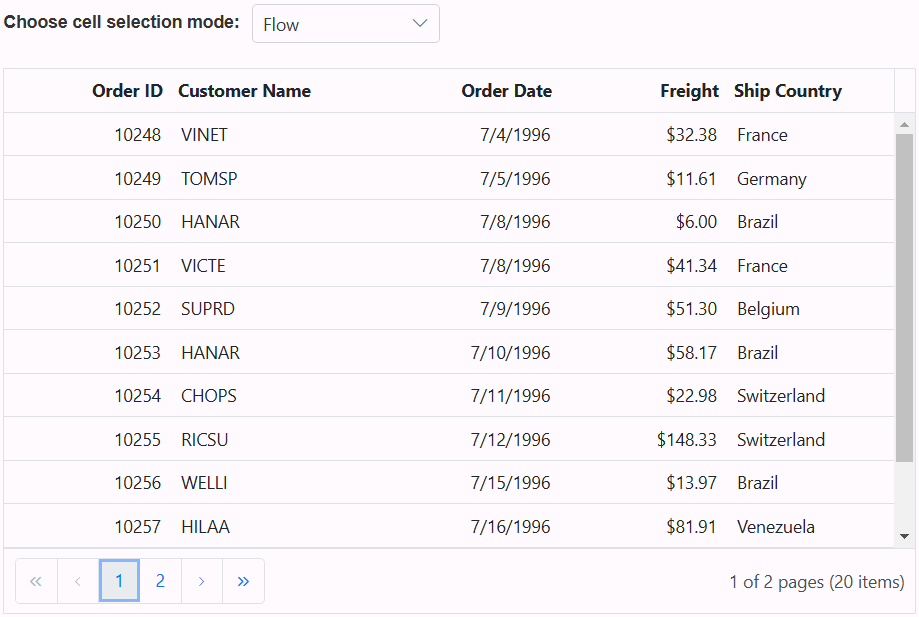 Choose cell selection mode: Flow
Order ID Customer Name Order Date Freight Ship Country
10248 VINET 7/4/1996 $32.38 France
10249 TOMSP 7/5/1996 $11.61 Germany
10250 HANAR 7/8/1996 $6.00 Brazil
10251 VICTE 7/8/1996 $41.34 France
10252 SUPRD 7/9/1996 $51.30 Belgium
10253 HANAR 7/10/1996 $58.17 Brazil
10254 CHOPS 7/11/1996 $22.98 Switzerland
10255 RICSU 7/12/1996 $148.33 Switzerland
10256 WELLI 7/15/1996 $13.97 Brazil
10257 HILAA 7/16/1996 $81.91 Venezuela
« ‹ 1 2 › » 1 of 2 pages (20 items)